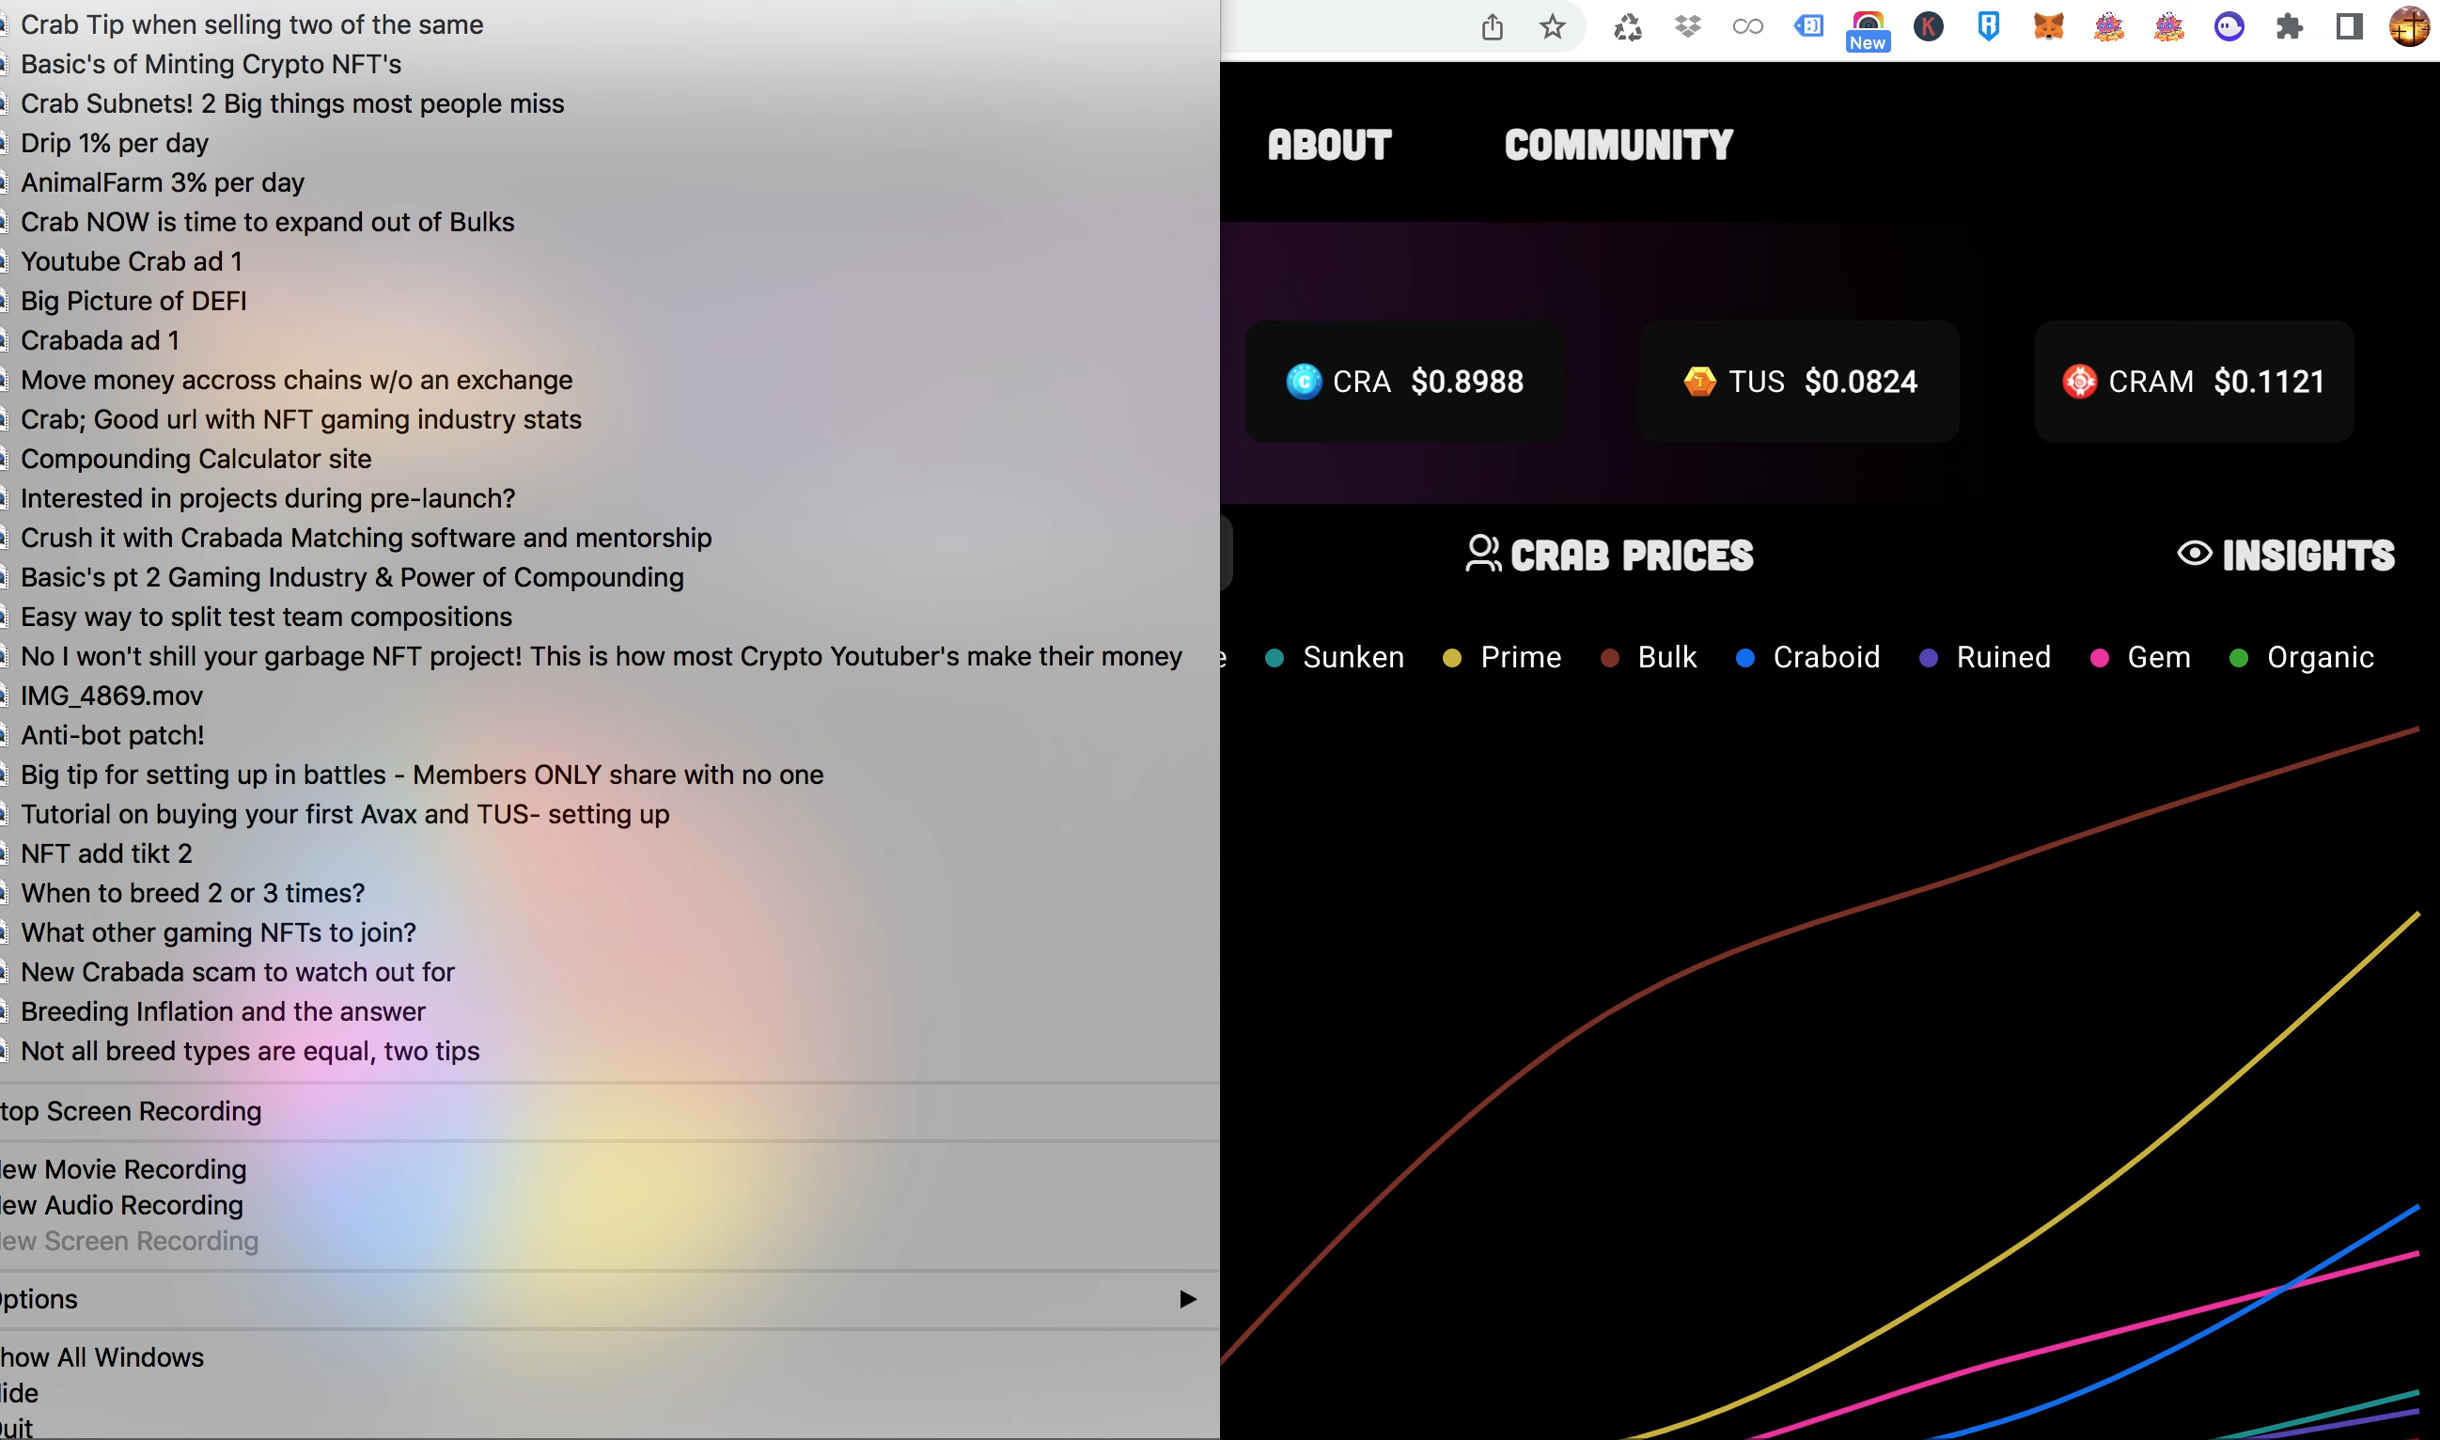 Crab Tip when selling two of the same
Basic's of Minting Crypto NFT's
Crab Subnets! 2 Big things most people miss
Drip 1% per day
AnimalFarm 3% per day
Crab NOW is time to expand out of Bulks
Youtube Crab ad 1
Big Picture of DEFI
Crabada ad 1
Move money accross chains w/o an exchange
Crab; Good url with NFT gaming industry stats
Compounding Calculator site
Interested in projects during pre-launch?
Crush it with Crabada Matching software and mentorship
Basic's pt 2 Gaming Industry & Power of Compounding
Easy way to split test team compositions
No I won't shill your garbage NFT project! This is how most Crypto Youtuber's make their money
IMG_4869.mov
Anti-bot patch!
Big tip for setting up in battles - Members ONLY share with no one
Tutorial on buying your first Avax and TUS- setting up
NFT add tikt 2
When to breed 2 or 3 times?
What other gaming NFTs to join?
New Crabada scam to watch out for
Breeding Inflation and the answer
Not all breed types are equal, two tips
top Screen Recording
ew Movie Recording
ew Audio Recording
ew Screen Recording
ptions
how All Windows
ide
uit
New
ABOUT COMMUNITY
CRA $0.8988 TUS $0.0824 CRAM $0.1121
CRAB PRICES INSIGHTS
e Sunken Prime Bulk Craboid Ruined Gem Organic